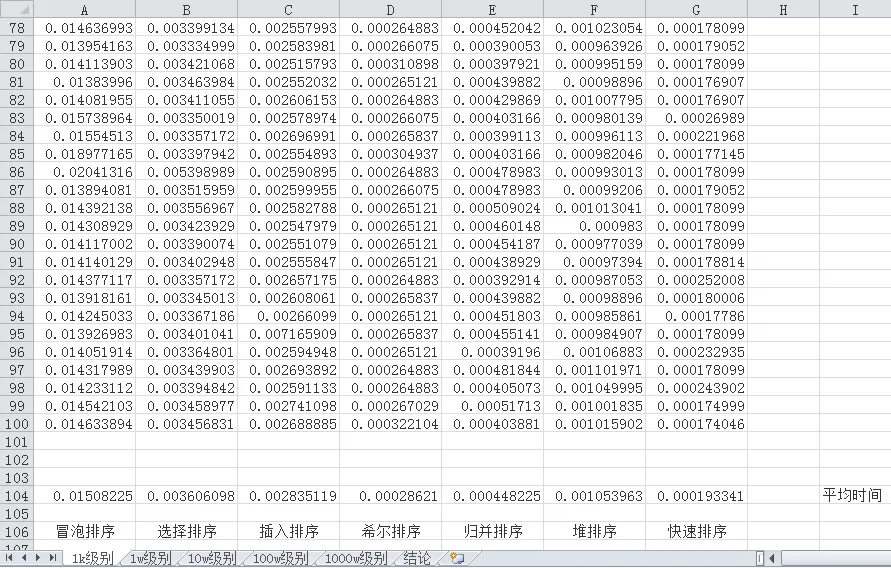 A B C D E F G H I
78 0.014636993 0.003399134 0.002557993 0.000264883 0.000452042 0.001023054 0.000178099
79 0.013954163 0.003334999 0.002583981 0.000266075 0.000390053 0.000963926 0.000179052
80 0.014113903 0.003421068 0.002515793 0.000310898 0.000397921 0.000995159 0.000178099
81 0.01383996 0.003463984 0.002552032 0.000265121 0.000439882 0.00098896 0.000176907
82 0.014081955 0.003411055 0.002606153 0.000264883 0.000429869 0.001007795 0.000176907
83 0.015738964 0.003350019 0.002578974 0.000266075 0.000403166 0.000980139 0.00026989
84 0.01554513 0.003357172 0.002696991 0.000265837 0.000399113 0.000996113 0.000221968
85 0.018977165 0.003397942 0.002554893 0.000304937 0.000403166 0.000982046 0.000177145
86 0.02041316 0.005398989 0.002590895 0.000264883 0.000478983 0.000993013 0.000178099
87 0.013894081 0.003515959 0.002599955 0.000266075 0.000478983 0.00099206 0.000179052
88 0.014392138 0.003556967 0.002582788 0.000265121 0.000509024 0.001013041 0.000178099
89 0.014308929 0.003423929 0.002547979 0.000265121 0.000460148 0.000983 0.000178099
90 0.014117002 0.003390074 0.002551079 0.000265121 0.000454187 0.000977039 0.000178099
91 0.014140129 0.003402948 0.002555847 0.000265121 0.000438929 0.00097394 0.000178814
92 0.014377117 0.003357172 0.002657175 0.000264883 0.000392914 0.000987053 0.000252008
93 0.013918161 0.003345013 0.002608061 0.000265837 0.000439882 0.00098896 0.000180006
94 0.014245033 0.003367186 0.00266099 0.000265121 0.000451803 0.000985861 0.00017786
95 0.013926983 0.003401041 0.007165909 0.000265837 0.000455141 0.000984907 0.000178099
96 0.014051914 0.003364801 0.002594948 0.000265121 0.00039196 0.00106883 0.000232935
97 0.014317989 0.003439903 0.002693892 0.000264883 0.000481844 0.001101971 0.000178099
98 0.014233112 0.003394842 0.002591133 0.000264883 0.000405073 0.001049995 0.000243902
99 0.014542103 0.003458977 0.002741098 0.000267029 0.00051713 0.001001835 0.000174999
100 0.014633894 0.003456831 0.002688885 0.000322104 0.000403881 0.001015902 0.000174046
101
102
103
104 0.01508225 0.003606098 0.002835119 0.00028621 0.000448225 0.001053963 0.000193341 平均时间
105
106 冒泡排序 选择排序 插入排序 希尔排序 归并排序 堆排序 快速排序
107
1k级别 1w级别 10w级别 100w级别 1000w级别 结论